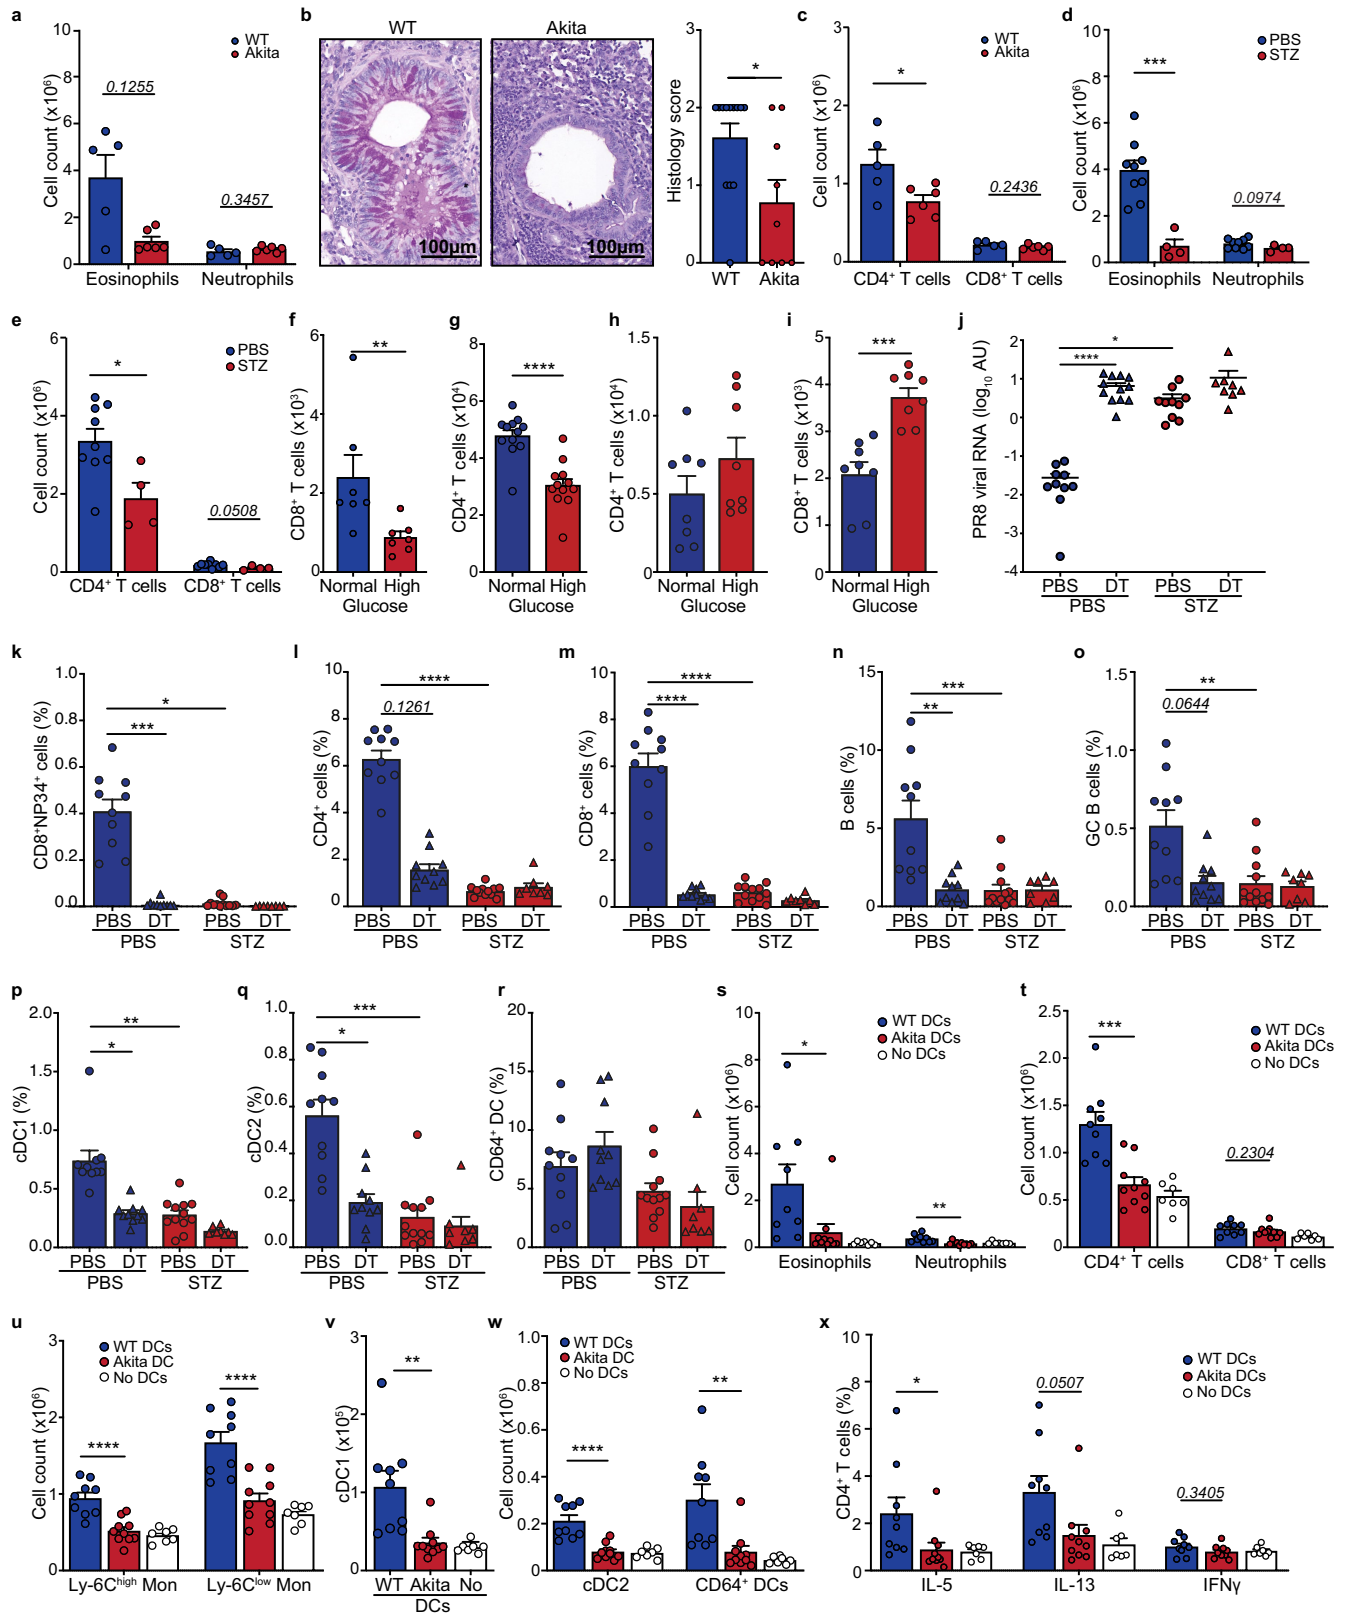 a
10
8
6
4
2
0
Cell count (x10⁶)
WT
Akita
0.1255
0.3457
Eosinophils Neutrophils
b
WT Akita
100µm 100µm
3
2
1
0
Histology score
*
WT Akita
c
3
2
1
0
Cell count (x10⁶)
WT
Akita
*
0.2436
CD4⁺ T cells CD8⁺ T cells
d
10
8
6
4
2
0
Cell count (x10⁶)
PBS
STZ
***
0.0974
Eosinophils Neutrophils
e
6
4
2
0
Cell count (x10⁶)
PBS
STZ
*
0.0508
CD4⁺ T cells CD8⁺ T cells
f
6
4
2
0
CD8⁺ T cells (x10³)
**
Normal High
Glucose
g
8
6
4
2
0
CD4⁺ T cells (x10⁴)
****
Normal High
Glucose
h
1.5
1.0
0.5
0
CD4⁺ T cells (x10⁴)
Normal High
Glucose
i
5
4
3
2
1
0
CD8⁺ T cells (x10³)
***
Normal High
Glucose
j
2
1
0
-1
-2
-3
-4
PR8 viral RNA (log₁₀ AU)
*
****
PBS DT PBS DT
PBS STZ
k
1.0
0.8
0.6
0.4
0.2
0.0
CD8⁺NP34⁺ cells (%)
*
***
PBS DT PBS DT
PBS STZ
l
10
8
6
4
2
0
CD4⁺ cells (%)
****
0.1261
PBS DT PBS DT
PBS STZ
m
10
8
6
4
2
0
CD8⁺ cells (%)
****
****
PBS DT PBS DT
PBS STZ
n
15
10
5
0
B cells (%)
***
**
PBS DT PBS DT
PBS STZ
o
1.5
1.0
0.5
0.0
GC B cells (%)
**
0.0644
PBS DT PBS DT
PBS STZ
p
2.0
1.5
1.0
0.5
0.0
cDC1 (%)
**
*
PBS DT PBS DT
PBS STZ
q
1.0
0.8
0.6
0.4
0.2
0.0
cDC2 (%)
***
*
PBS DT PBS DT
PBS STZ
r
20
15
10
5
0
CD64⁺ DC (%)
PBS DT PBS DT
PBS STZ
s
10
8
6
4
2
0
Cell count (x10⁶)
WT DCs
Akita DCs
No DCs
*
**
Eosinophils Neutrophils
t
2.5
2.0
1.5
1.0
0.5
0.0
Cell count (x10⁶)
WT DCs
Akita DCs
No DCs
***
0.2304
CD4⁺ T cells CD8⁺ T cells
u
3
2
1
0
Cell count (x10⁶)
WT DCs
Akita DC
No DCs
****
****
Ly-6Cʰⁱᵍʰ Mon Ly-6Cˡᵒʷ Mon
v
3
2
1
0
cDC1 (x10⁵)
**
WT Akita No
DCs
w
1.0
0.8
0.6
0.4
0.2
0
Cell count (x10⁶)
WT DCs
Akita DC
No DCs
****
**
cDC2 CD64⁺ DCs
x
10
8
6
4
2
0
CD4⁺ T cells (%)
WT DCs
Akita DCs
No DCs
*
0.0507
0.3405
IL-5 IL-13 IFNγ